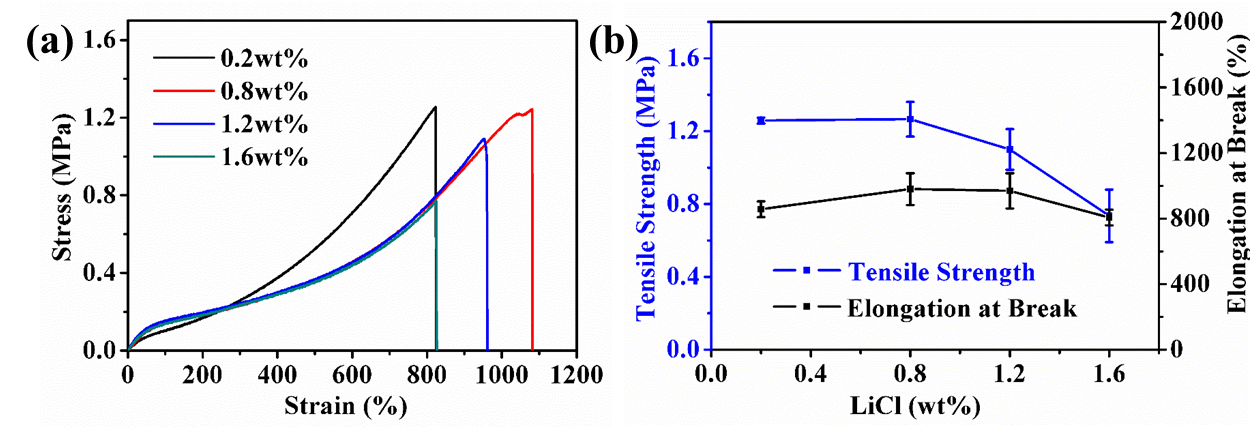 (a)
1.6
1.2
0.8
0.4
0.0
Stress (MPa)
0.2wt%
0.8wt%
1.2wt%
1.6wt%
0 200 400 600 800 1000 1200
Strain (%)
(b)
Tensile Strength (MPa)
1.6
1.2
0.8
0.4
0.0
Tensile Strength
Elongation at Break
0.0 0.4 0.8 1.2 1.6
LiCl (wt%)
2000
1600
1200
800
400
0
Elongation at Break (%)